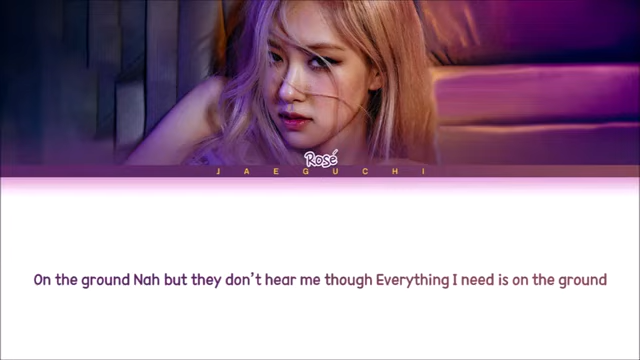 Rosé
JAEGUCHI
On the ground Nah but they don't hear me though Everything I need is on the ground